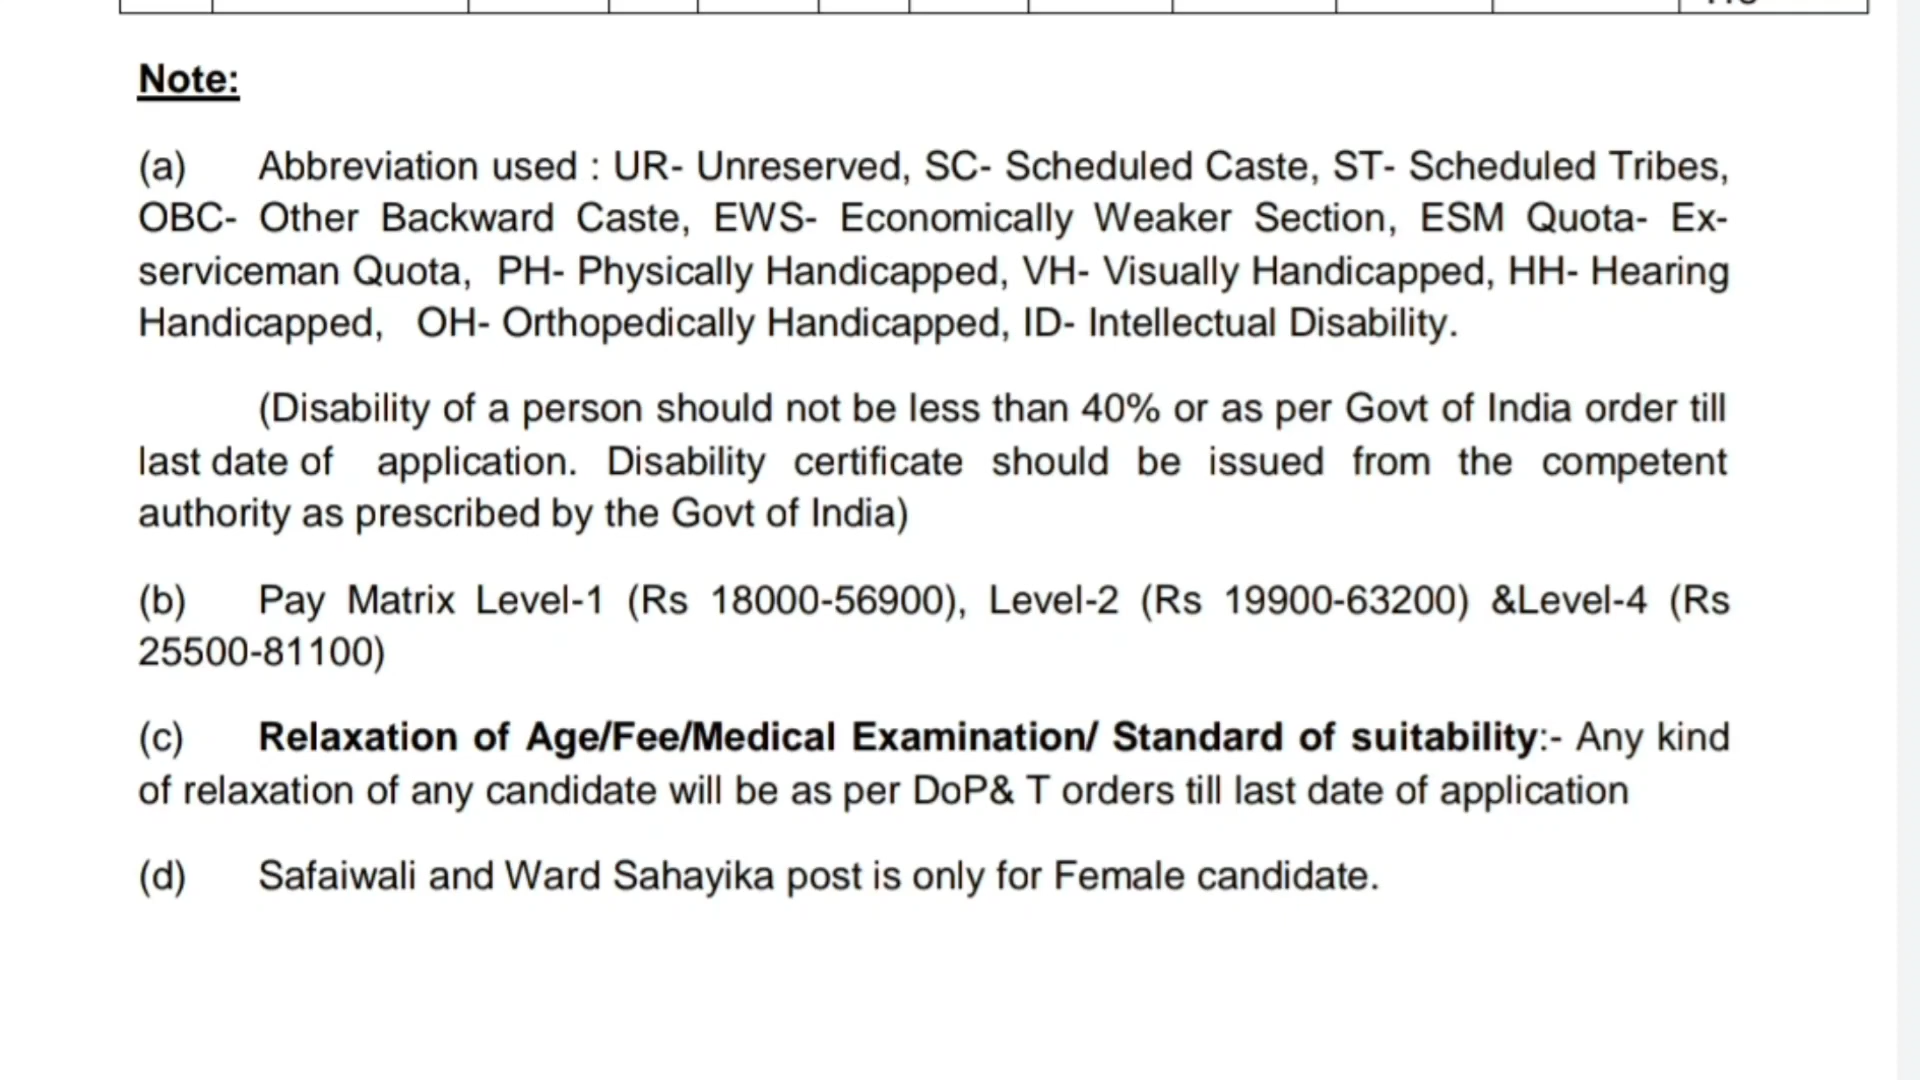 Note:
(a) Abbreviation used : UR- Unreserved, SC- Scheduled Caste, ST- Scheduled Tribes,
OBC- Other Backward Caste, EWS- Economically Weaker Section, ESM Quota- Ex-
serviceman Quota, PH- Physically Handicapped, VH- Visually Handicapped, HH- Hearing
Handicapped, OH- Orthopedically Handicapped, ID- Intellectual Disability.
(Disability of a person should not be less than 40% or as per Govt of India order till
last date of application. Disability certificate should be issued from the competent
authority as prescribed by the Govt of India)
(b) Pay Matrix Level-1 (Rs 18000-56900), Level-2 (Rs 19900-63200) &Level-4 (Rs
25500-81100)
(c) Relaxation of Age/Fee/Medical Examination/ Standard of suitability:- Any kind
of relaxation of any candidate will be as per DoP& T orders till last date of application
(d) Safaiwali and Ward Sahayika post is only for Female candidate.